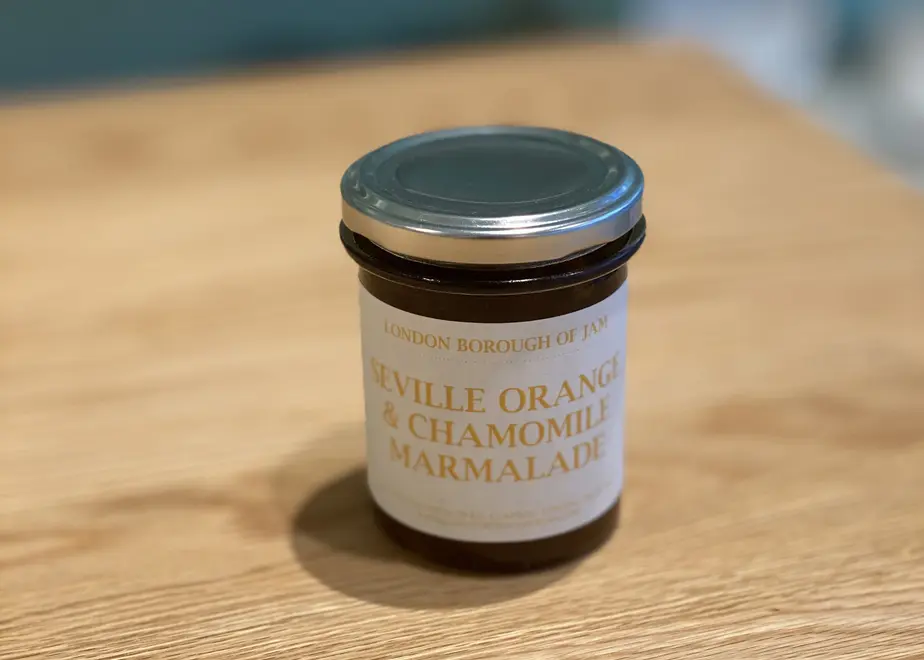 LONDON BOROUGH OF JAM
SEVILLE ORANGE
& CHAMOMILE
MARMALADE